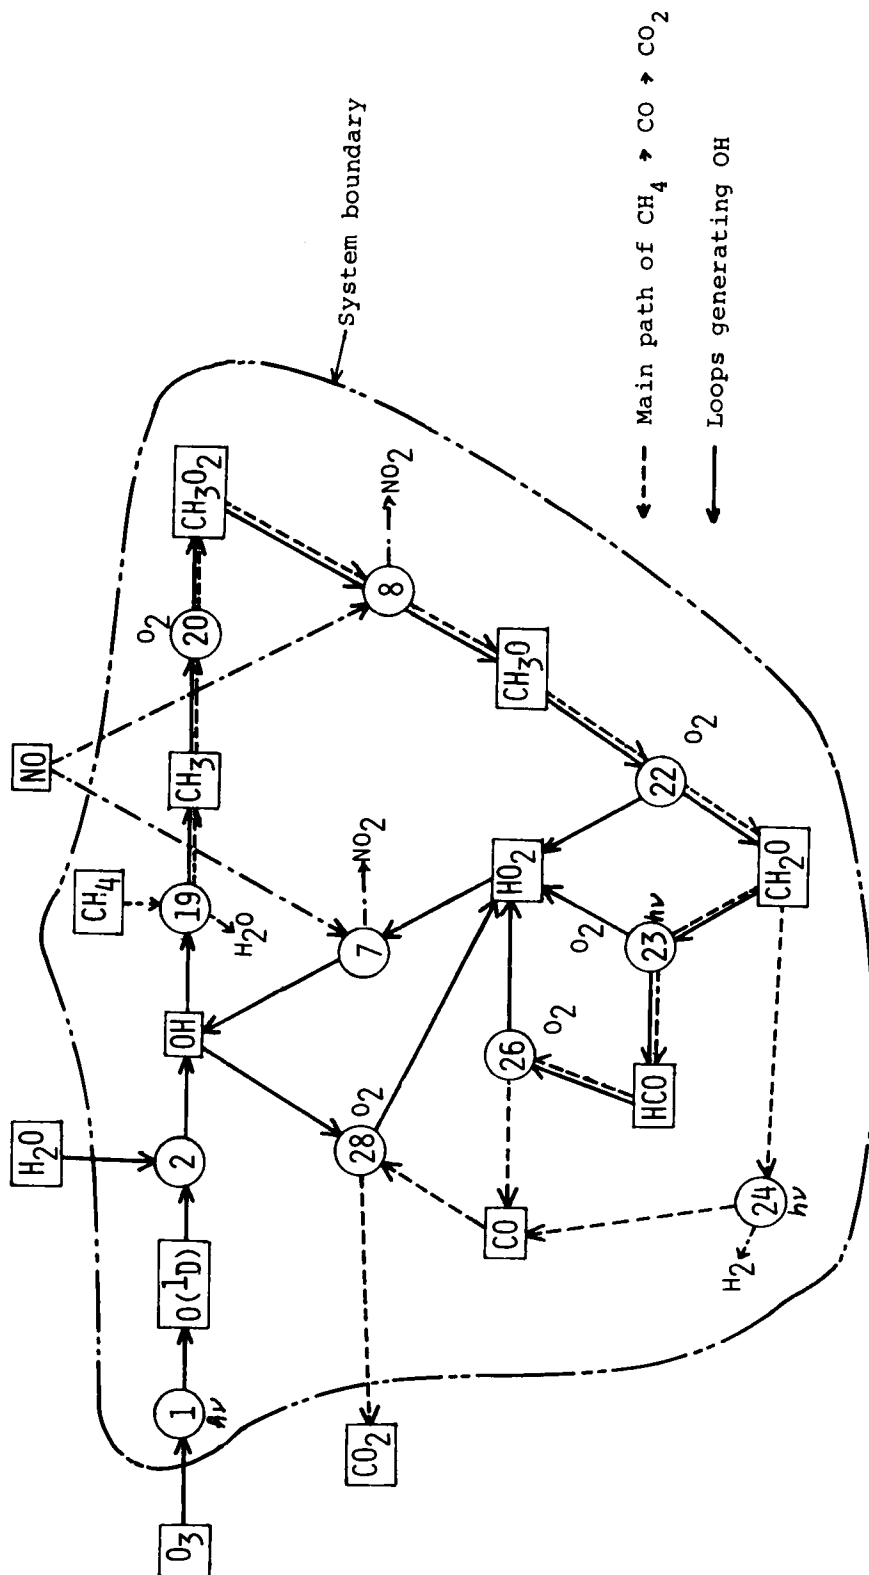 O3
1
hν
O(1D)
2
H2O
OH
19
CH4
H2O
CH3
NO
20
O2
CH3O2
System boundary
CO2
28
O2
7
NO2
8
NO2
CO
26
O2
HO2
CH3O
H2
24
hν
HCO
23
hν
O2
22
O2
CH2O
Main path of CH4 → CO → CO2
Loops generating OH